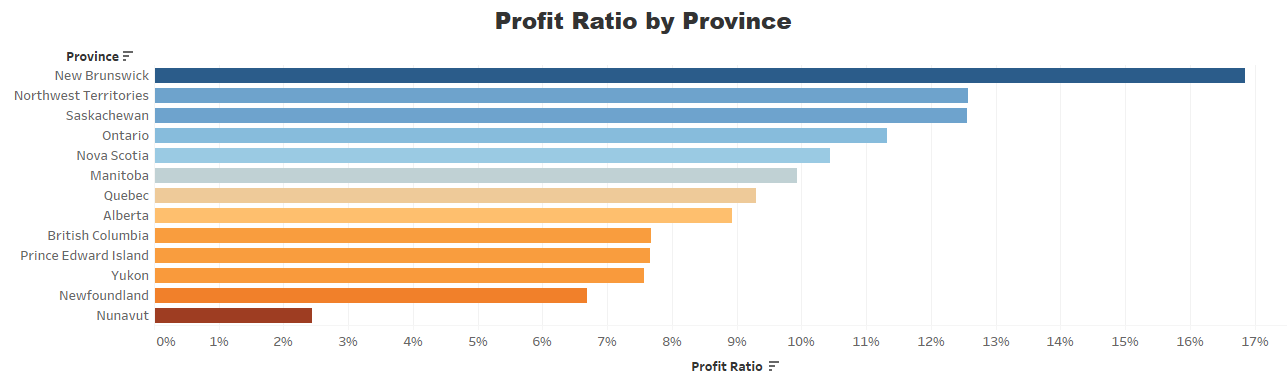 Profit Ratio by Province
Province
New Brunswick
Northwest Territories
Saskachewan
Ontario
Nova Scotia
Manitoba
Quebec
Alberta
British Columbia
Prince Edward Island
Yukon
Newfoundland
Nunavut
0% 1% 2% 3% 4% 5% 6% 7% 8% 9% 10% 11% 12% 13% 14% 15% 16% 17%
Profit Ratio